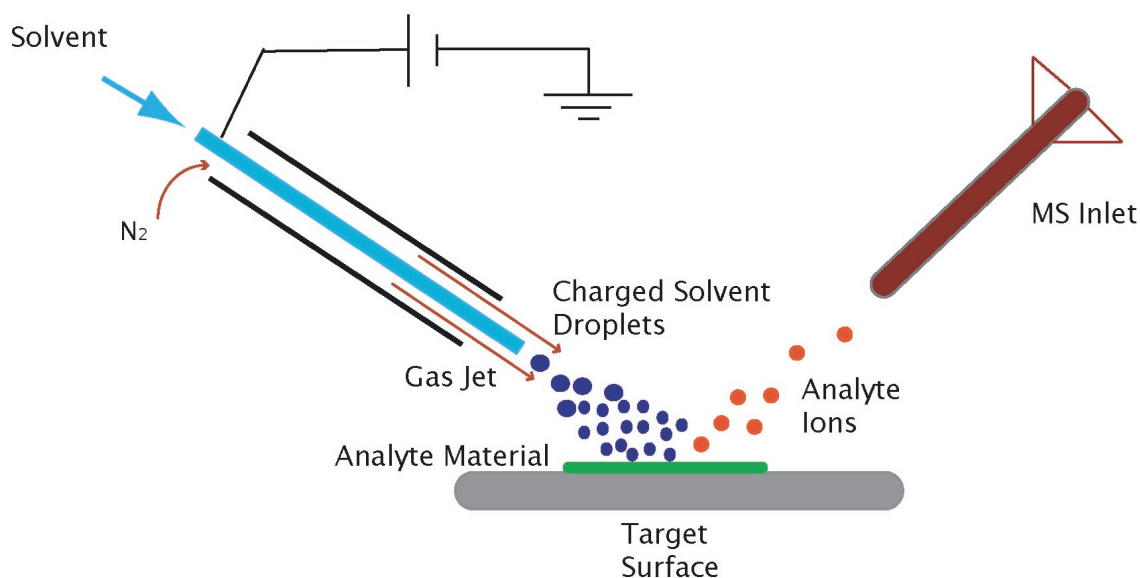 Solvent
N2
MS Inlet
Charged Solvent
Droplets
Gas Jet
Analyte
Ions
Analyte Material
Target
Surface